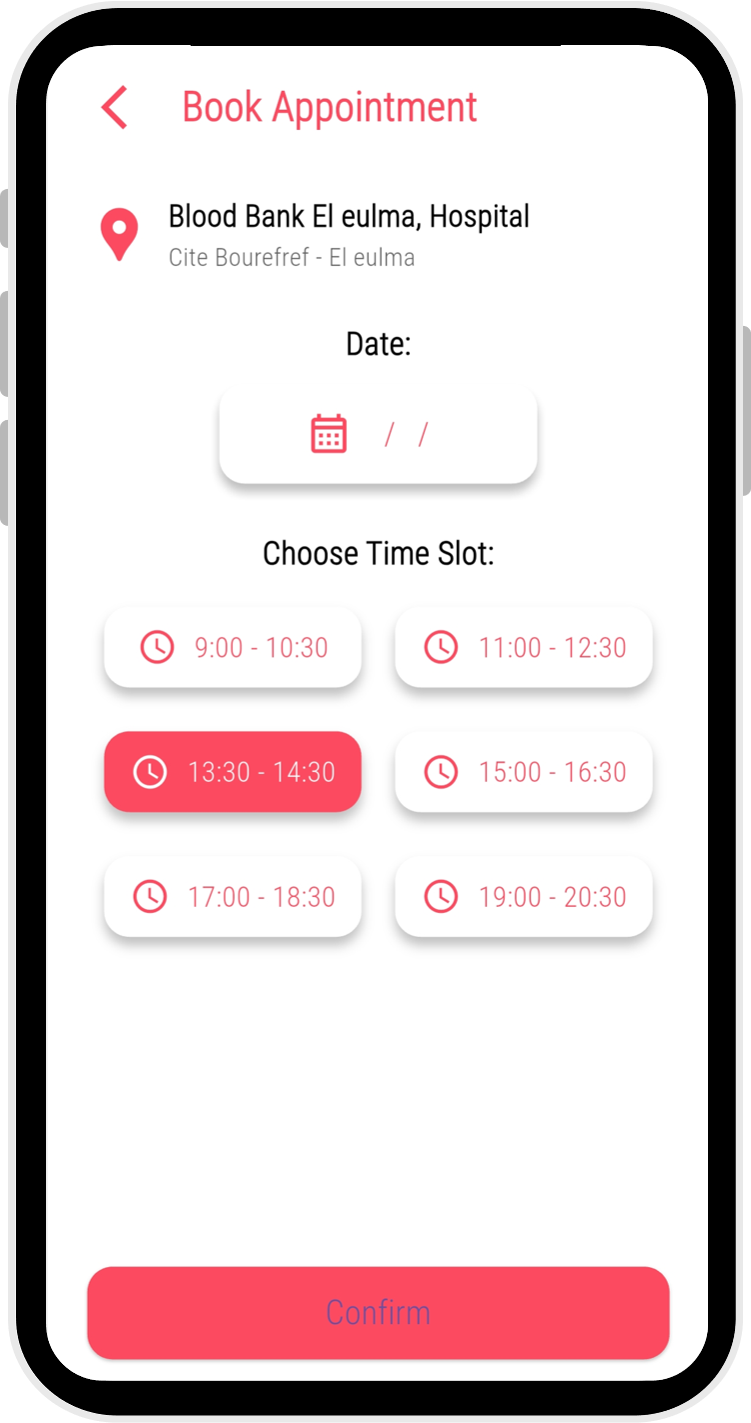 Book Appointment
Blood Bank El eulma, Hospital
Cite Bourefref - El eulma
Date:
/ /
Choose Time Slot:
9:00 - 10:30
11:00 - 12:30
13:30 - 14:30
15:00 - 16:30
17:00 - 18:30
19:00 - 20:30
Confirm